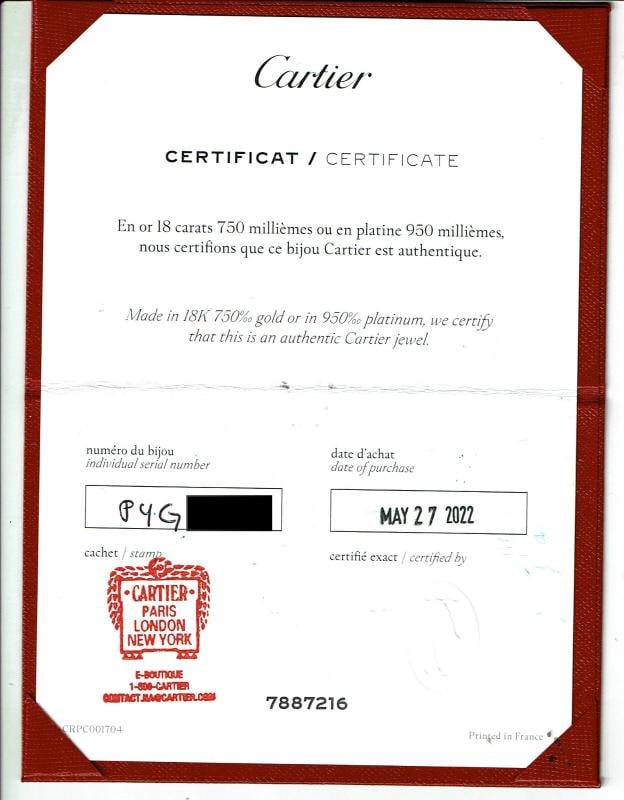 Cartier
CERTIFICAT / CERTIFICATE
En or 18 carats 750 millièmes ou en platine 950 millièmes,
nous certifions que ce bijou Cartier est authentique.
Made in 18K 750‰ gold or in 950‰ platinum, we certify
that this is an authentic Cartier jewel.
numéro du bijou
individual serial number
date d'achat
date of purchase
PYG
MAY 27 2022
cachet / stamp
certifié exact / certified by
CARTIER
PARIS
LONDON
NEW YORK
E-BOUTIQUE
1-800-CARTIER
7887216
CRPC001704
Printed in France